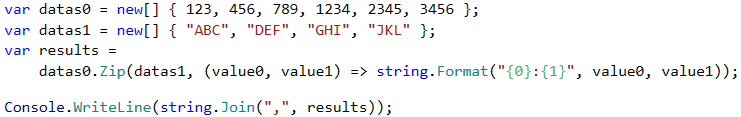 var datas0 = new[] { 123, 456, 789, 1234, 2345, 3456 };
var datas1 = new[] { "ABC", "DEF", "GHI", "JKL" };
var results =
    datas0.Zip(datas1, (value0, value1) => string.Format("{0}:{1}", value0, value1));
Console.WriteLine(string.Join(",", results));